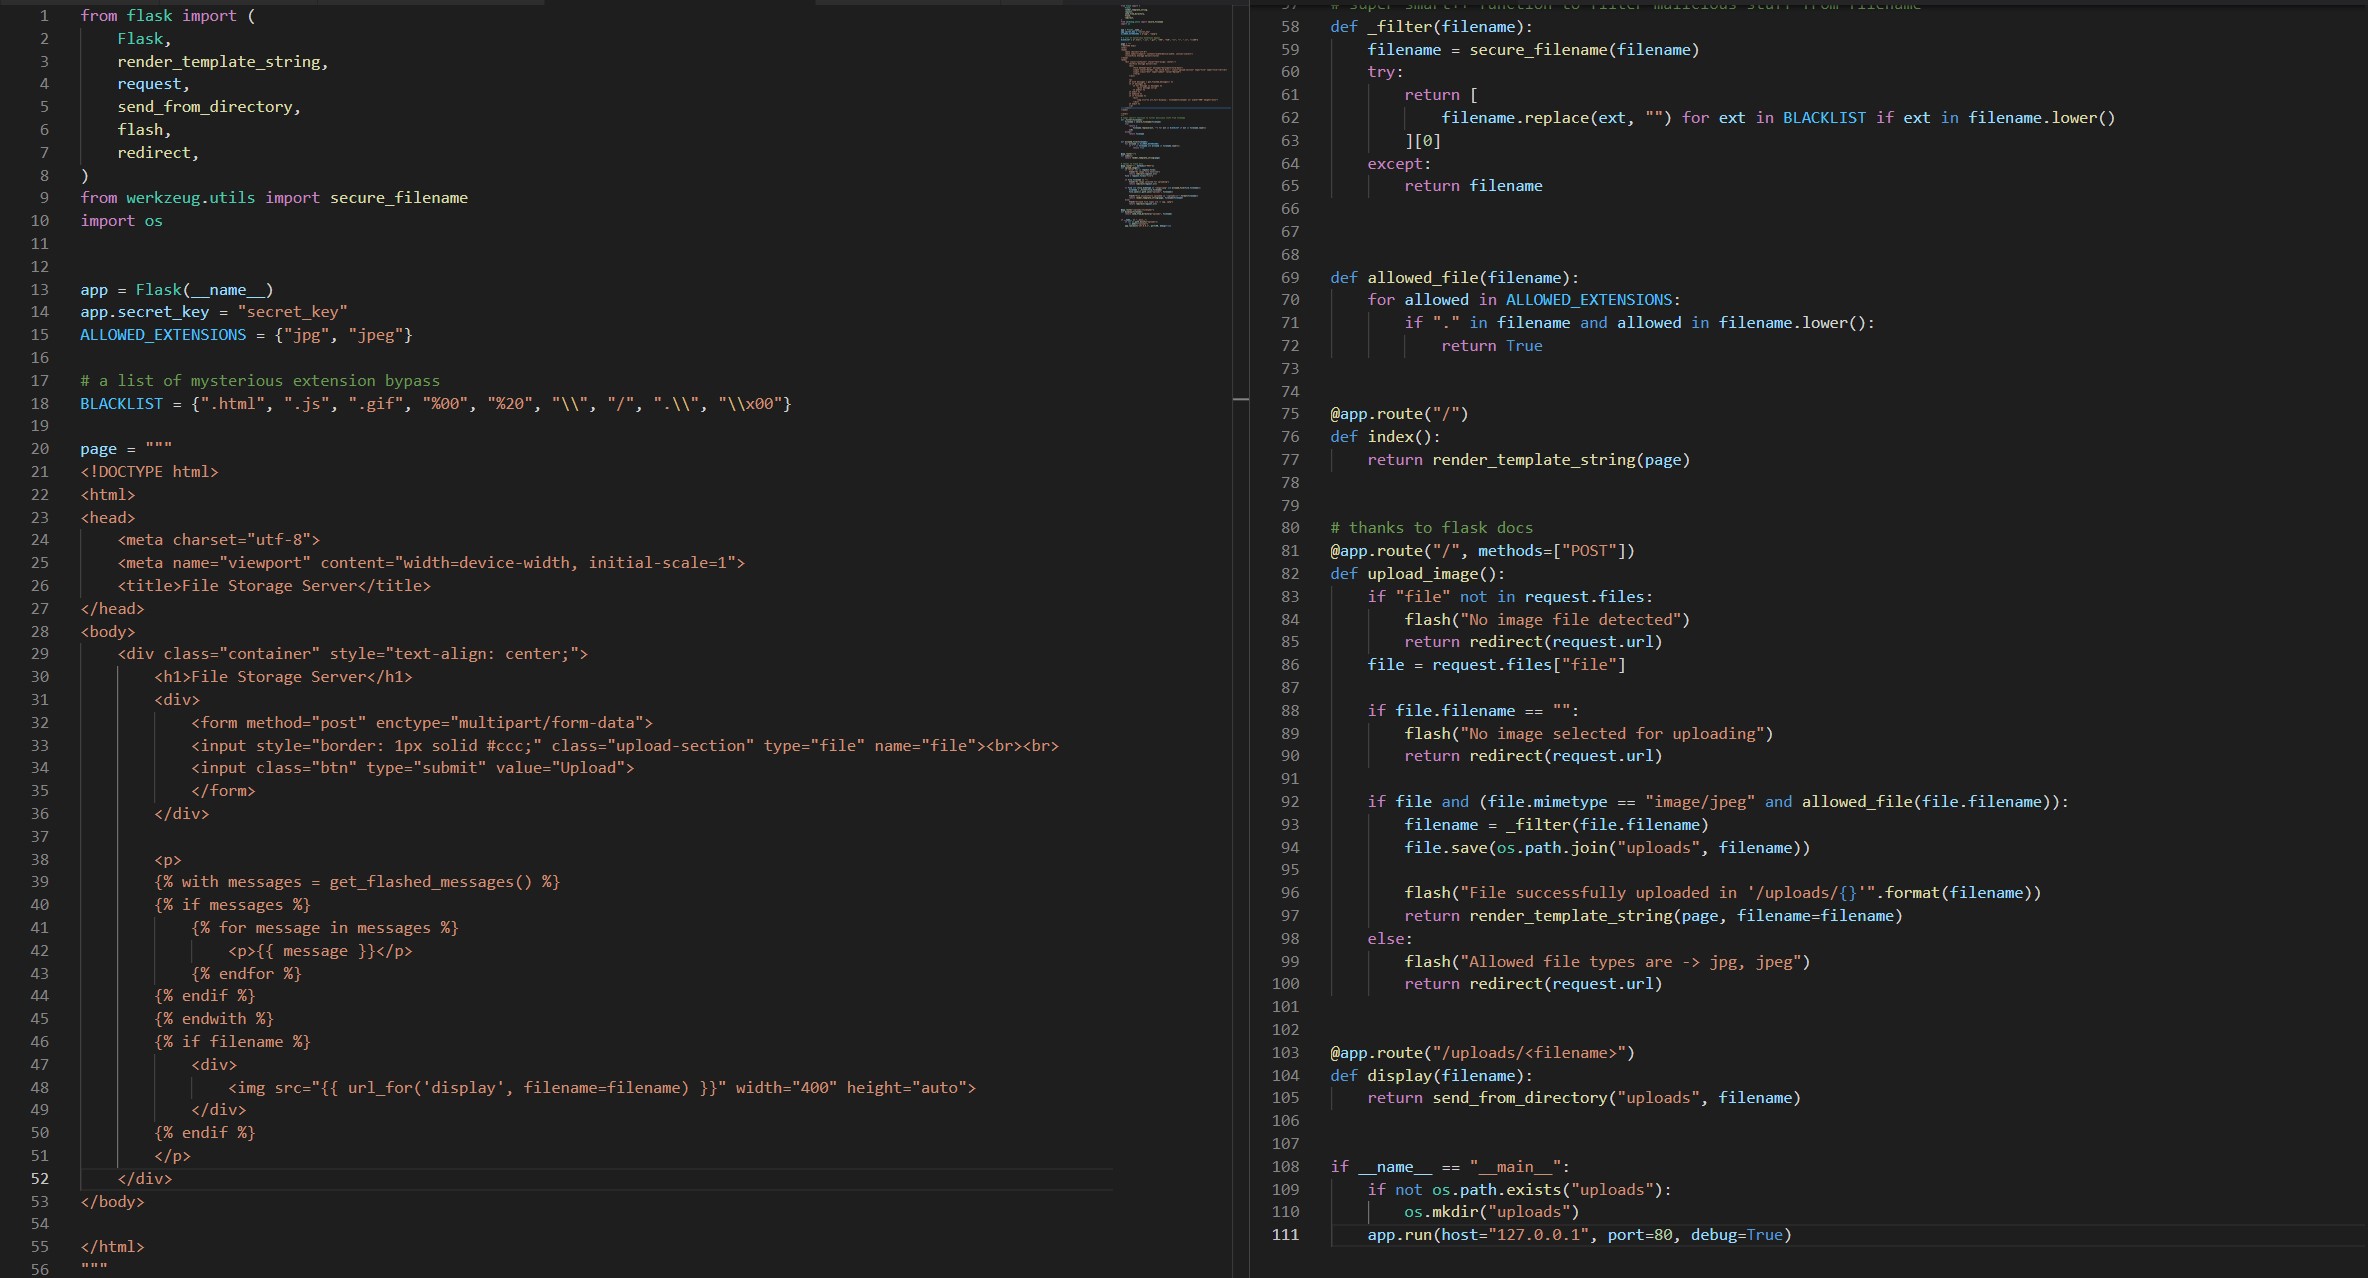 1 from flask import (
2     Flask,
3     render_template_string,
4     request,
5     send_from_directory,
6     flash,
7     redirect,
8 )
9 from werkzeug.utils import secure_filename
10 import os
11
12
13 app = Flask(__name__)
14 app.secret_key = "secret_key"
15 ALLOWED_EXTENSIONS = {"jpg", "jpeg"}
16
17 # a list of mysterious extension bypass
18 BLACKLIST = {".html", ".js", ".gif", "%00", "%20", "\\", "/", ".\\", "\\x00"}
19
20 page = """
21 <!DOCTYPE html>
22 <html>
23 <head>
24     <meta charset="utf-8">
25     <meta name="viewport" content="width=device-width, initial-scale=1">
26     <title>File Storage Server</title>
27 </head>
28 <body>
29     <div class="container" style="text-align: center;">
30         <h1>File Storage Server</h1>
31         <div>
32             <form method="post" enctype="multipart/form-data">
33             <input style="border: 1px solid #ccc;" class="upload-section" type="file" name="file"><br><br>
34             <input class="btn" type="submit" value="Upload">
35             </form>
36         </div>
37
38         <p>
39         {% with messages = get_flashed_messages() %}
40         {% if messages %}
41             {% for message in messages %}
42                 <p>{{ message }}</p>
43             {% endfor %}
44         {% endif %}
45         {% endwith %}
46         {% if filename %}
47             <div>
48                 <img src="{{ url_for('display', filename=filename) }}" width="400" height="auto">
49             </div>
50         {% endif %}
51         </p>
52     </div>
53 </body>
54
55 </html>
56 """
57 # super smart++ function to filter malicious stuff from filename
58 def _filter(filename):
59     filename = secure_filename(filename)
60     try:
61         return [
62             filename.replace(ext, "") for ext in BLACKLIST if ext in filename.lower()
63         ][0]
64     except:
65         return filename
66
67
68
69 def allowed_file(filename):
70     for allowed in ALLOWED_EXTENSIONS:
71         if "." in filename and allowed in filename.lower():
72             return True
73
74
75 @app.route("/")
76 def index():
77     return render_template_string(page)
78
79
80 # thanks to flask docs
81 @app.route("/", methods=["POST"])
82 def upload_image():
83     if "file" not in request.files:
84         flash("No image file detected")
85         return redirect(request.url)
86     file = request.files["file"]
87
88     if file.filename == "":
89         flash("No image selected for uploading")
90         return redirect(request.url)
91
92     if file and (file.mimetype == "image/jpeg" and allowed_file(file.filename)):
93         filename = _filter(file.filename)
94         file.save(os.path.join("uploads", filename))
95
96         flash("File successfully uploaded in '/uploads/{}'".format(filename))
97         return render_template_string(page, filename=filename)
98     else:
99         flash("Allowed file types are -> jpg, jpeg")
100         return redirect(request.url)
101
102
103 @app.route("/uploads/<filename>")
104 def display(filename):
105     return send_from_directory("uploads", filename)
106
107
108 if __name__ == "__main__":
109     if not os.path.exists("uploads"):
110         os.mkdir("uploads")
111     app.run(host="127.0.0.1", port=80, debug=True)